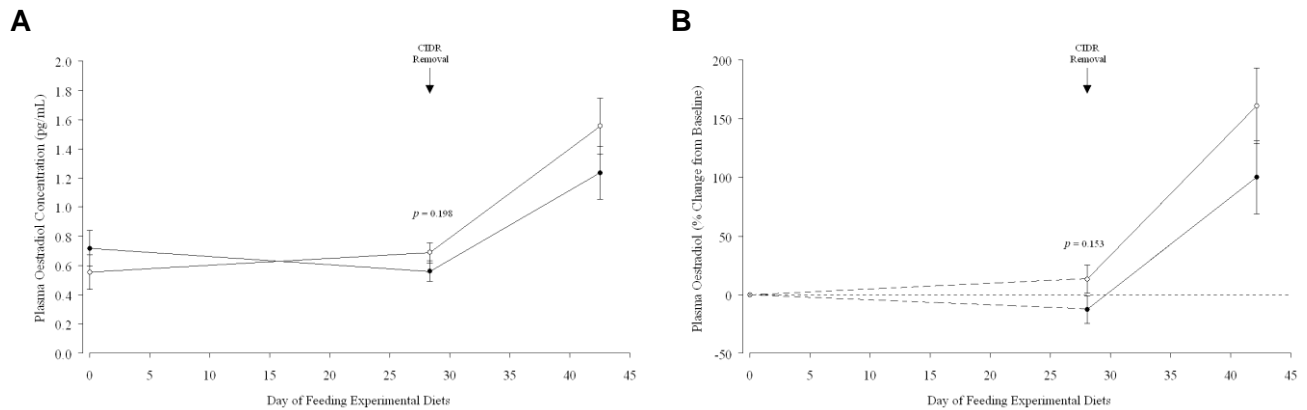 A
CIDR
Removal
2.0
1.8
1.6
1.4
1.2
1.0
0.8
0.6
0.4
0.2
0.0
Plasma Oestradiol Concentration (pg/mL)
p = 0.198
0 5 10 15 20 25 30 35 40 45
Day of Feeding Experimental Diets
B
CIDR
Removal
200
150
100
50
0
-50
Plasma Oestradiol (% Change from Baseline)
p = 0.153
0 5 10 15 20 25 30 35 40 45
Day of Feeding Experimental Diets